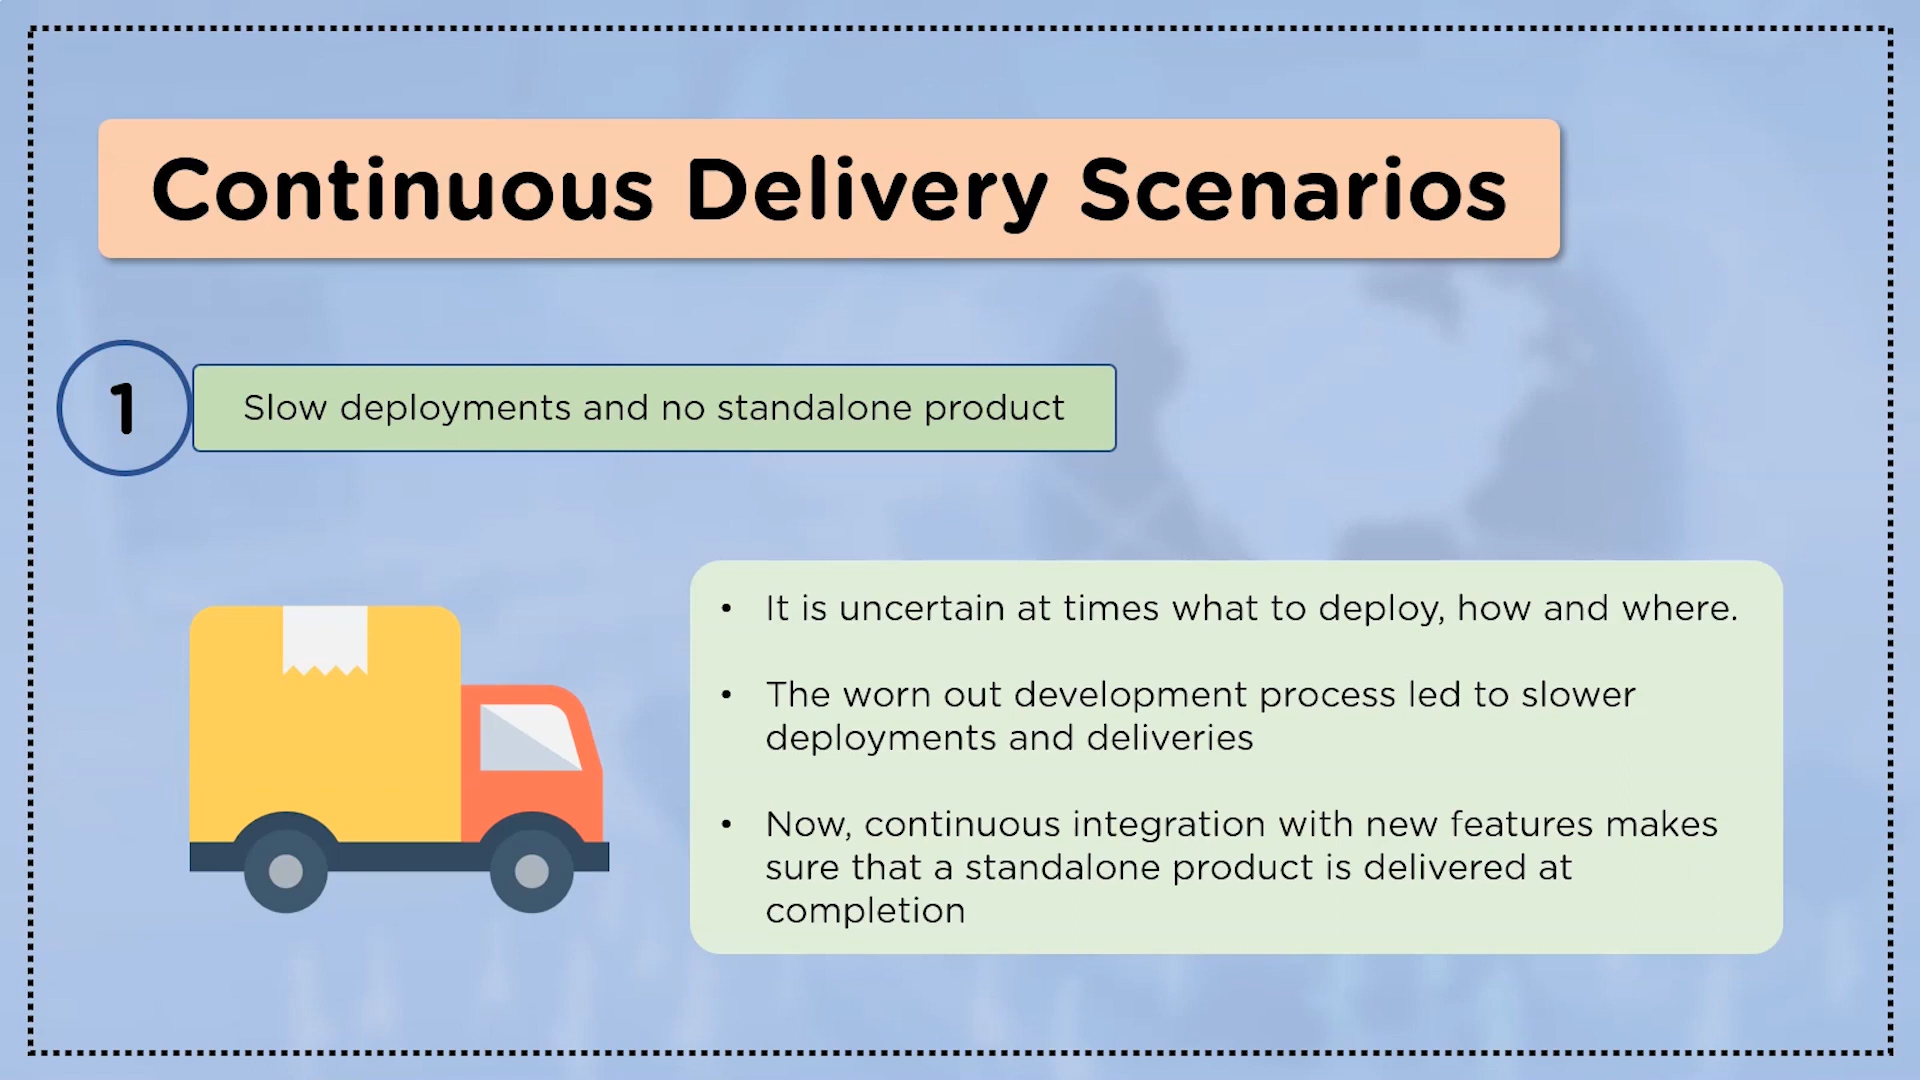 Continuous Delivery Scenarios
1
Slow deployments and no standalone product
• It is uncertain at times what to deploy, how and where.
• The worn out development process led to slower
deployments and deliveries
• Now, continuous integration with new features makes
sure that a standalone product is delivered at
completion